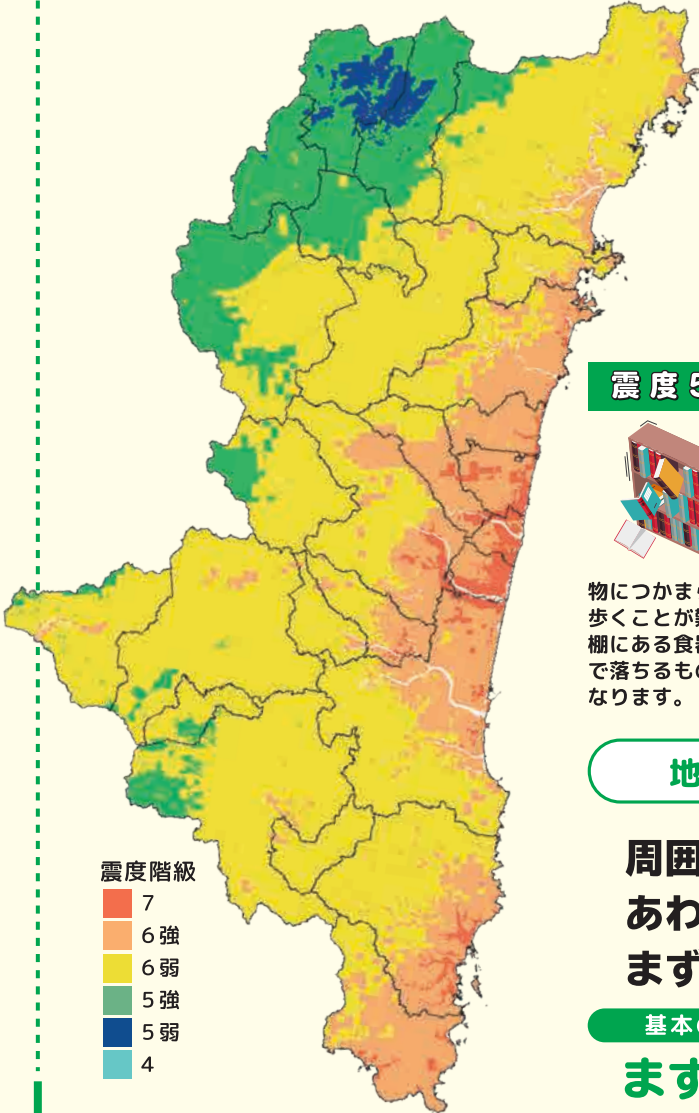 震度階級
7
6強
6弱
5強
5弱
4
震度5
物につかま
歩くことが
棚にある食
で落ちるも
なります。
地
周囲
あわ
まず
基本
まず